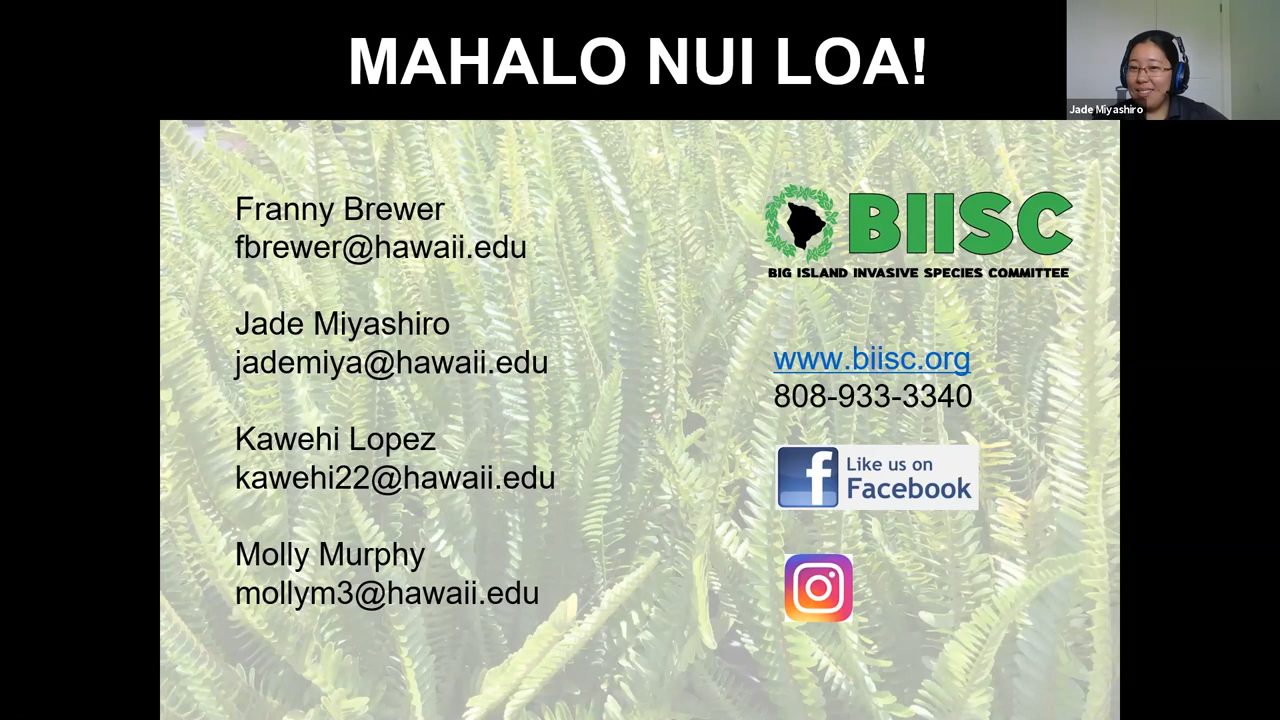 MAHALO NUI LOA!
Jade Miyashiro
Franny Brewer
fbrewer@hawaii.edu
Jade Miyashiro
jademiya@hawaii.edu
Kawehi Lopez
kawehi22@hawaii.edu
Molly Murphy
mollym3@hawaii.edu
BIISC
BIG ISLAND INVASIVE SPECIES COMMITTEE
www.biisc.org
808-933-3340
f
Like us on
Facebook